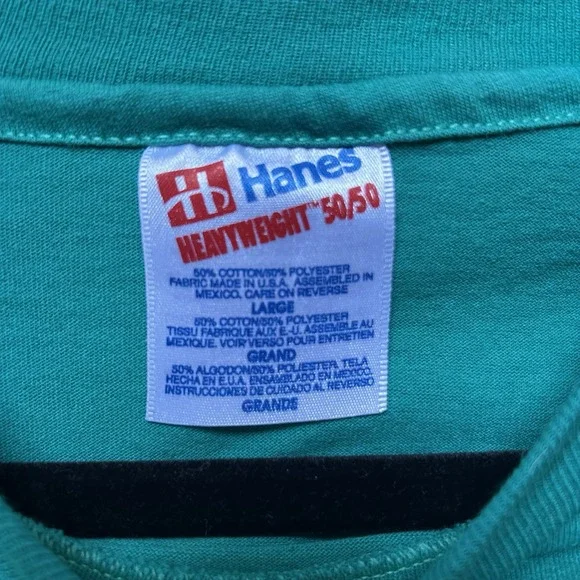 Hanes
HEAVYWEIGHT™ 50/50
50% COTTON/50% POLYESTER
FABRIC MADE IN U.S.A. ASSEMBLED IN
MEXICO. CARE ON REVERSE
LARGE
50% COTON/50% POLYESTER
TISSU FABRIQUE AUX E.-U. ASSEMBLE AU
MEXIQUE. VOIR VERSO POUR ENTRETIEN
GRAND
50% ALGODON/50% POLIESTER. TELA
HECHA EN E.U.A. ENSAMBLADO EN MEXICO.
INSTRUCCIONES DE CUIDADO AL REVERSO
GRANDE